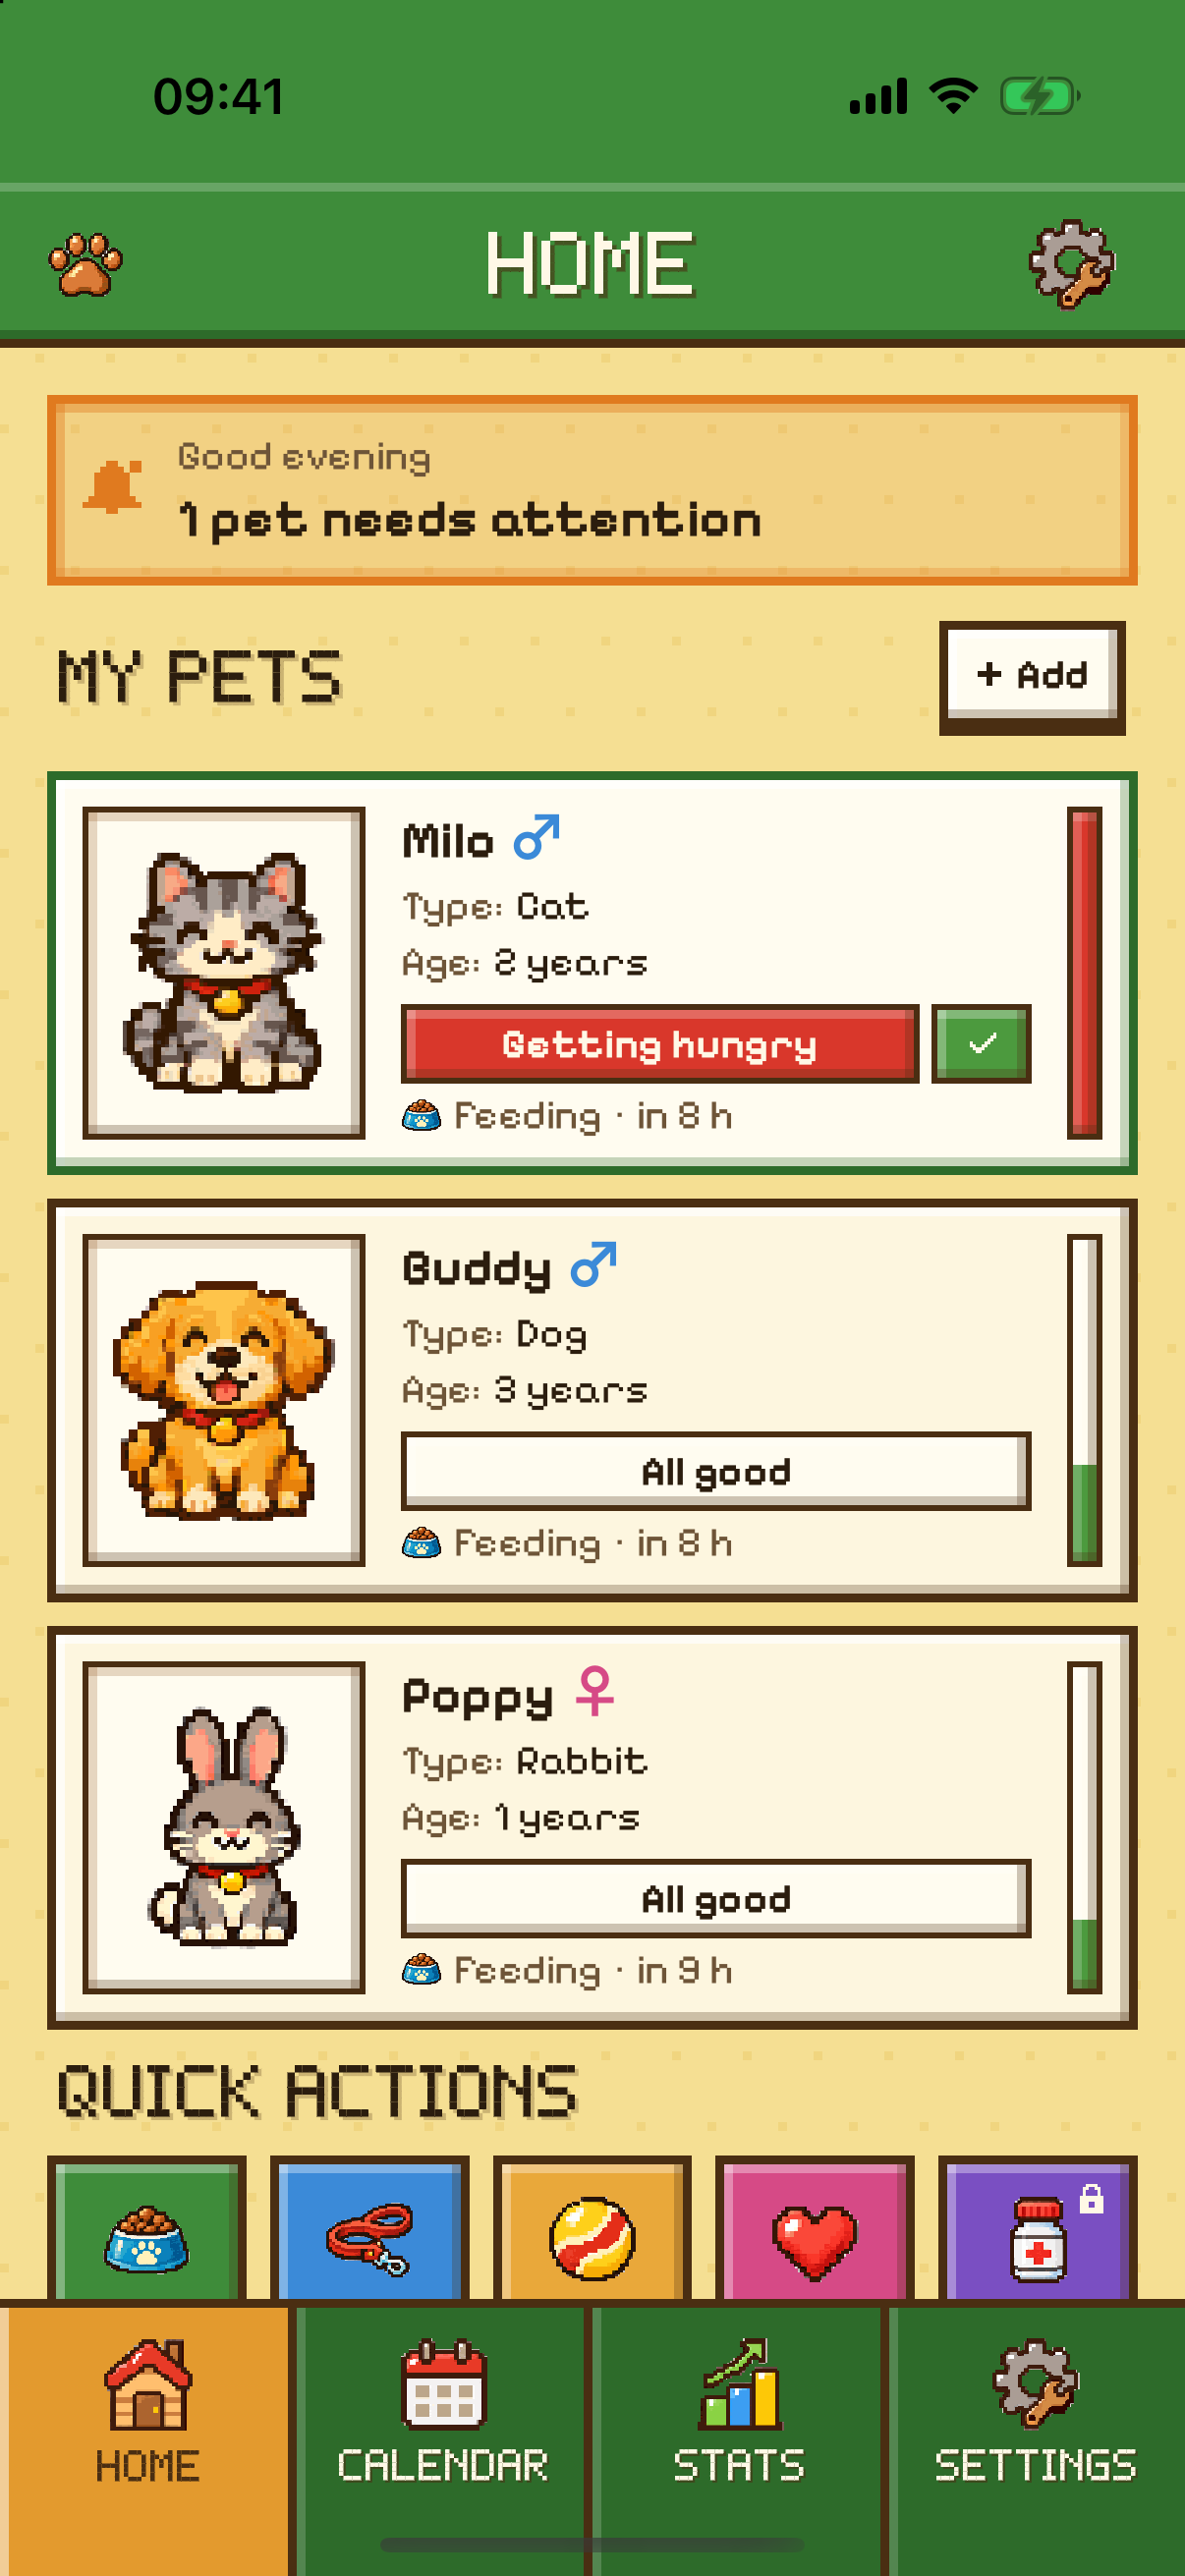 09:41
HOME
Good evening
1 pet needs attention
MY PETS
+ Add
Milo ♂
Type: Cat
Age: 2 years
Getting hungry
Feeding · in 8 h
Buddy ♂
Type: Dog
Age: 3 years
All good
Feeding · in 8 h
Poppy ♀
Type: Rabbit
Age: 1 years
All good
Feeding · in 9 h
QUICK ACTIONS
HOME
CALENDAR
STATS
SETTINGS